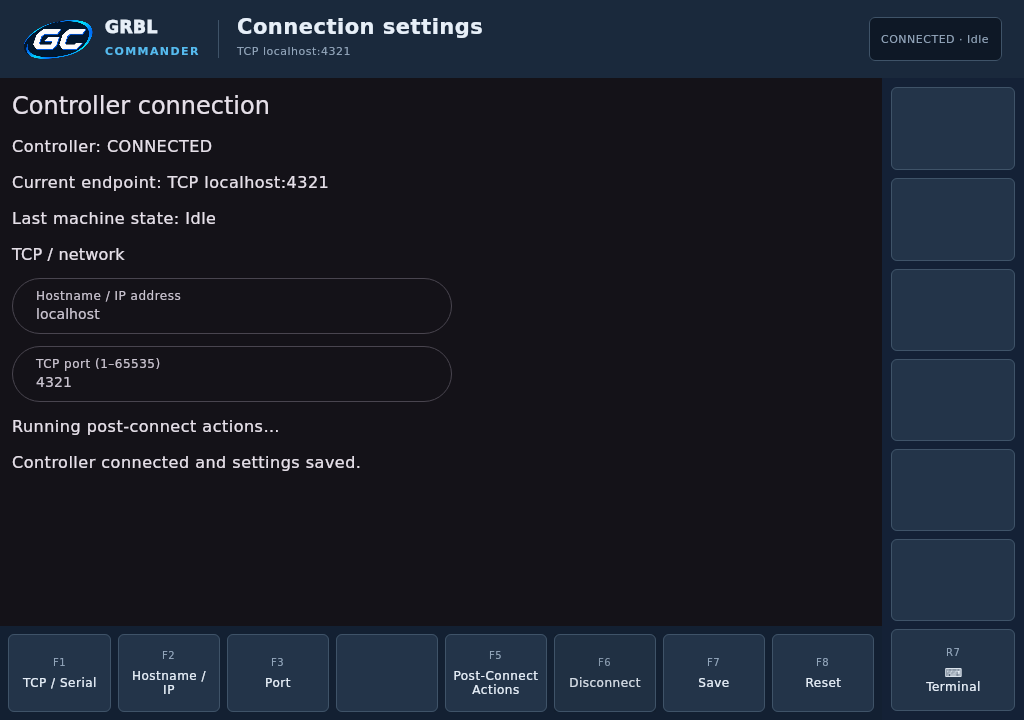 GC
GRBL
COMMANDER
Connection settings
TCP localhost:4321
CONNECTED · Idle
Controller connection
Controller: CONNECTED
Current endpoint: TCP localhost:4321
Last machine state: Idle
TCP / network
Hostname / IP address
localhost
TCP port (1–65535)
4321
Running post-connect actions...
Controller connected and settings saved.
F1
TCP / Serial
F2
Hostname /
IP
F3
Port
F5
Post-Connect
Actions
F6
Disconnect
F7
Save
F8
Reset
R7
Terminal